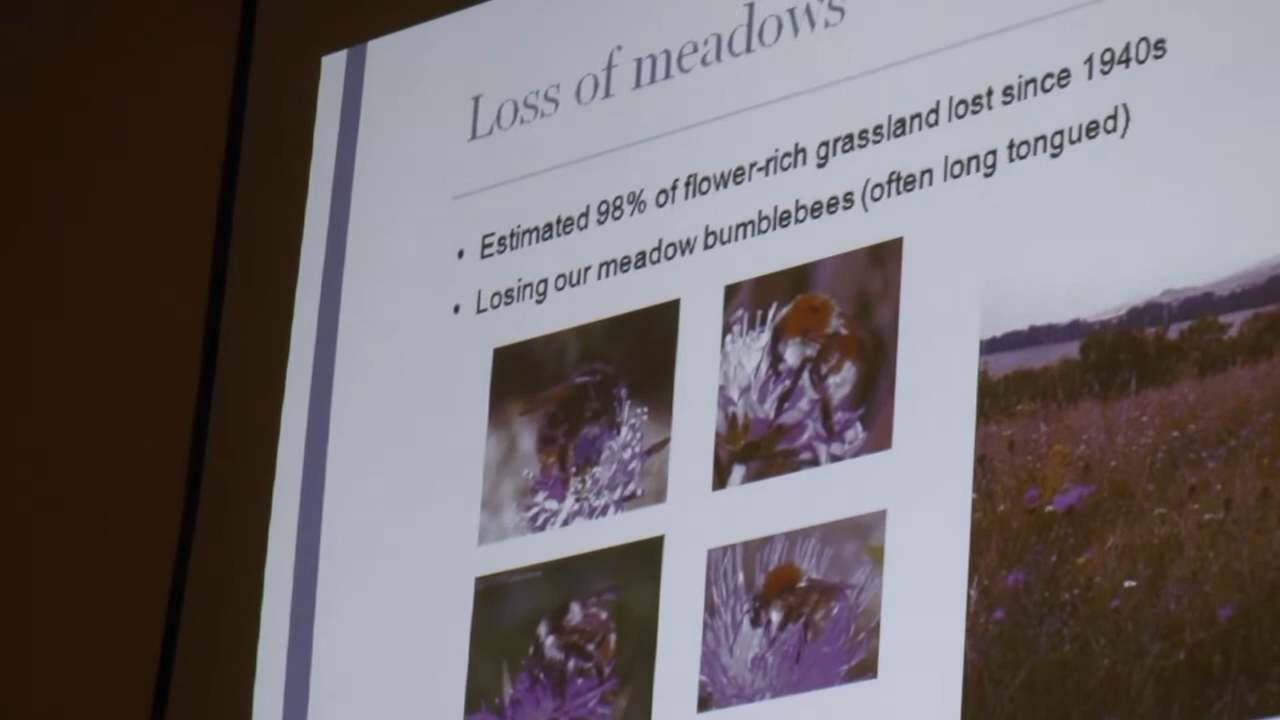 Loss of meadows
• Estimated 98% of flower-rich grassland lost since 1940s
• Losing our meadow bumblebees (often long tongued)